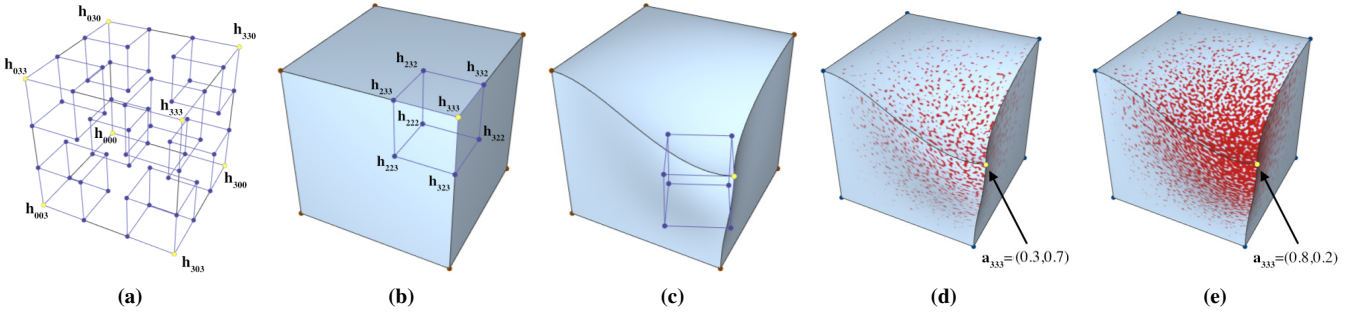 h030
h330
h033
h333
h000
h300
h003
h303
(a)
h232
h332
h233
h333
h222
h322
h223
h323
(b)
(c)
a333=(0.3,0.7)
(d)
a333=(0.8,0.2)
(e)